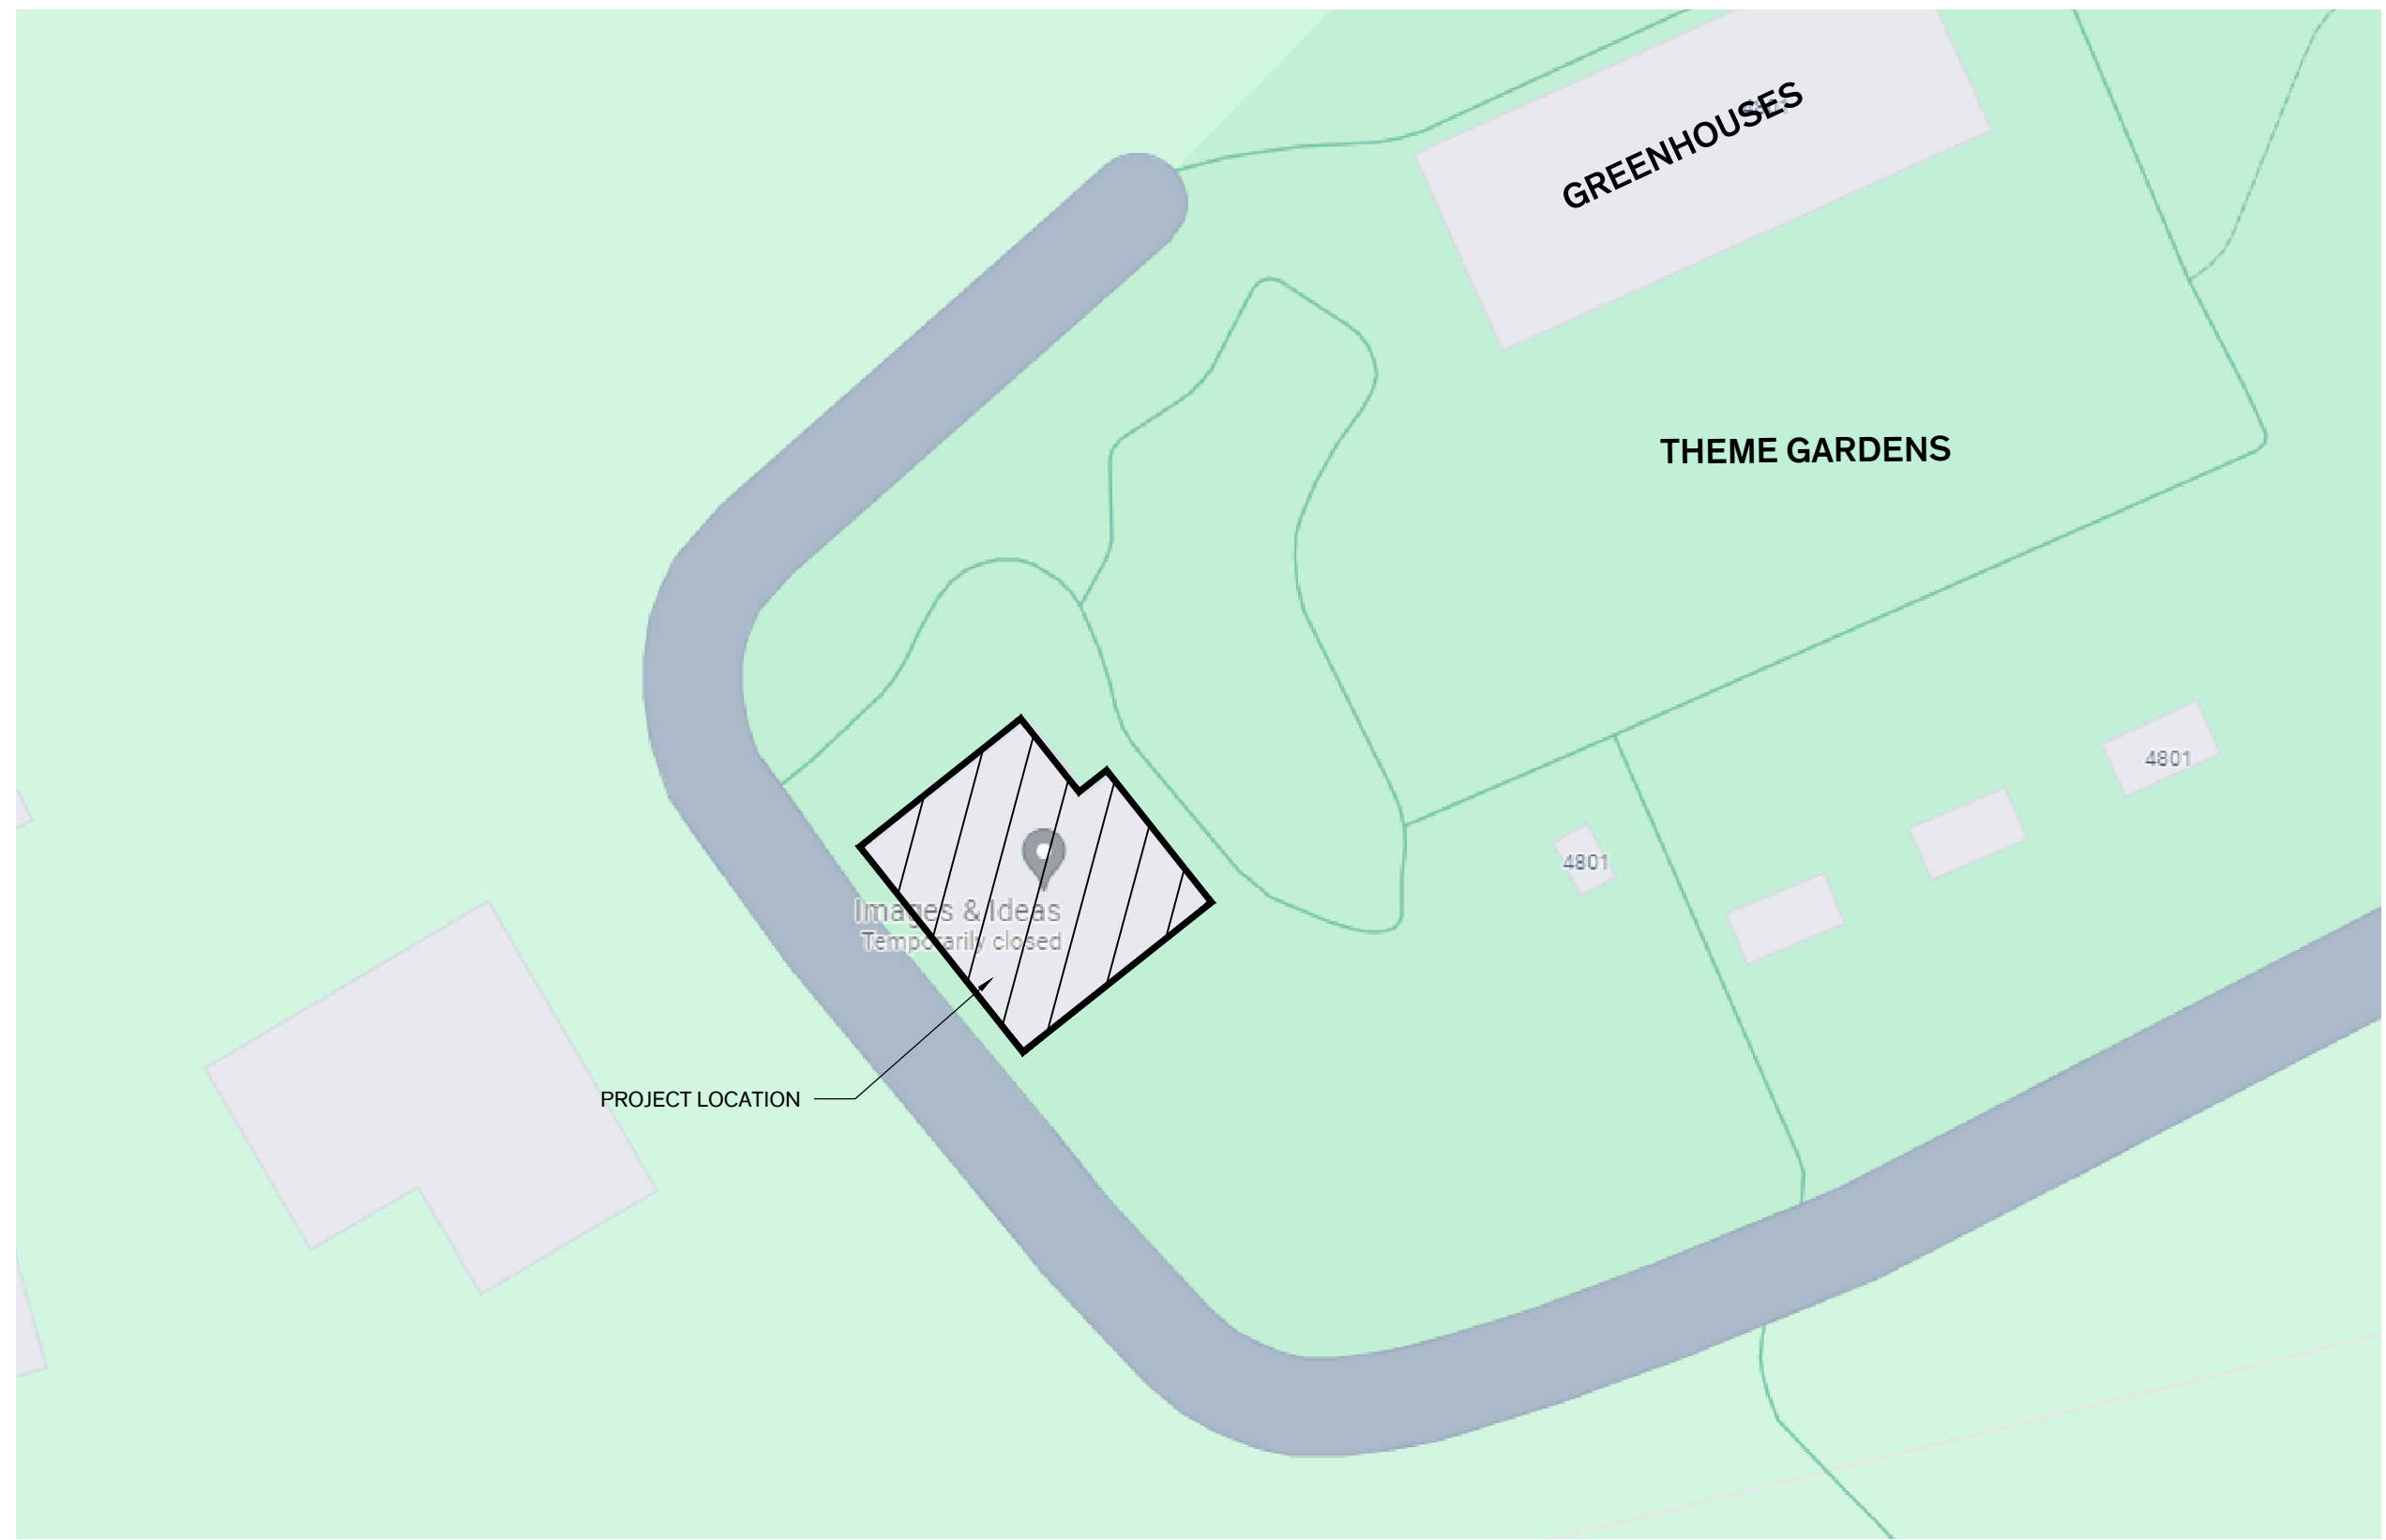 GREENHOUSES
THEME GARDENS
4801
4801
Images & Ideas
Temporarily closed
PROJECT LOCATION